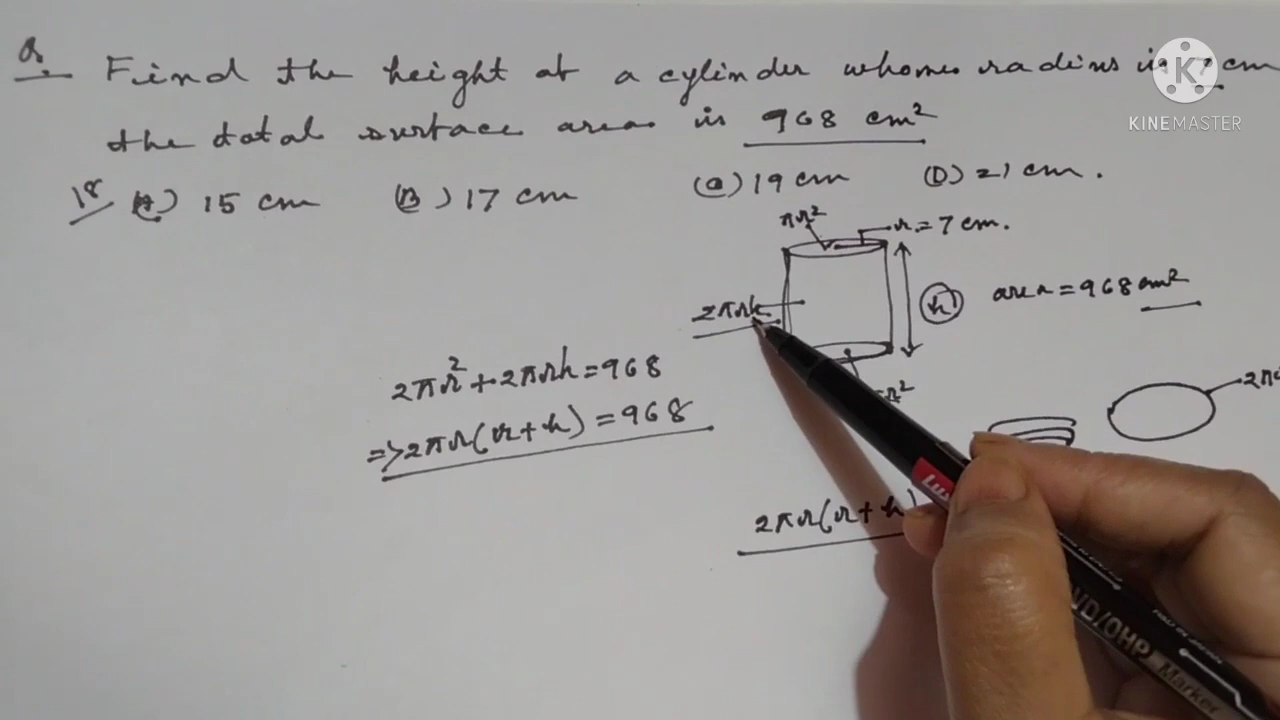 Q. Find the height of a cylinder whose radius is 7 cm
the total surface area is 968 cm²
18 (A) 15 cm (B) 17 cm (C) 19 cm (D) 21 cm.
πr² r = 7 cm.
2πrh h area = 968 cm²
2πr² + 2πrh = 968
=> 2πr(r+h) = 968
2πr(r+h)
KINEMASTER